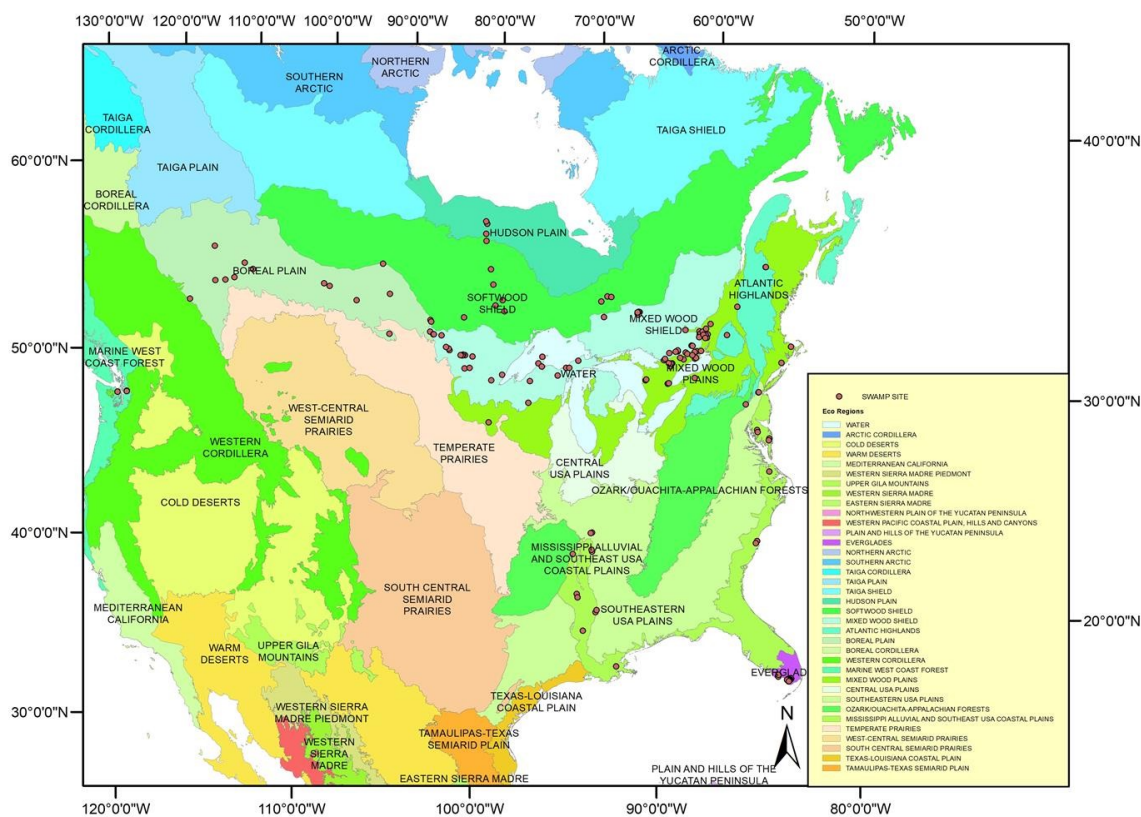 130°0'0"W
120°0'0"W
110°0'0"W
100°0'0"W
90°0'0"W
80°0'0"W
70°0'0"W
60°0'0"W
50°0'0"W
NORTHERN
ARCTIC
ARCTIC
CORDILLERA
SOUTHERN
ARCTIC
TAIGA
CORDILLERA
TAIGA SHIELD
40°0'0"N
60°0'0"N
TAIGA PLAIN
BOREAL
CORDILLERA
HUDSON PLAIN
BOREAL PLAIN
ATLANTIC
HIGHLANDS
SOFTWOOD
SHIELD
MIXED WOOD
SHIELD
50°0'0"N
MARINE WEST
COAST FOREST
WATER
MIXED WOOD
PLAINS
30°0'0"N
WEST-CENTRAL
SEMIARID
PRAIRIES
WESTERN
CORDILLERA
TEMPERATE
PRAIRIES
CENTRAL
USA PLAINS
OZARK/OUACHITA-APPALACHIAN FORESTS
COLD DESERTS
40°0'0"N
MISSISSIPPI ALLUVIAL
AND SOUTHEAST USA
COASTAL PLAINS
SOUTH CENTRAL
SEMIARID
PRAIRIES
MEDITERRANEAN
CALIFORNIA
SOUTHEASTERN
USA PLAINS
20°0'0"N
WARM
DESERTS
UPPER GILA
MOUNTAINS
EVERGLAD
TEXAS-LOUISIANA
COASTAL PLAIN
30°0'0"N
WESTERN SIERRA
MADRE PIEDMONT
N
TAMAULIPAS-TEXAS
SEMIARID PLAIN
WESTERN
SIERRA
MADRE
EASTERN SIERRA MADRE
PLAIN AND HILLS OF THE
YUCATAN PENINSULA
SWAMP SITE
Eco Regions
WATER
ARCTIC CORDILLERA
COLD DESERTS
WARM DESERTS
MEDITERRANEAN CALIFORNIA
WESTERN SIERRA MADRE PIEDMONT
UPPER GILA MOUNTAINS
WESTERN SIERRA MADRE
EASTERN SIERRA MADRE
NORTHWESTERN PLAIN OF THE YUCATAN PENINSULA
WESTERN PACIFIC COASTAL PLAIN, HILLS AND CANYONS
PLAIN AND HILLS OF THE YUCATAN PENINSULA
EVERGLADES
NORTHERN ARCTIC
SOUTHERN ARCTIC
TAIGA CORDILLERA
TAIGA PLAIN
TAIGA SHIELD
HUDSON PLAIN
SOFTWOOD SHIELD
MIXED WOOD SHIELD
ATLANTIC HIGHLANDS
BOREAL PLAIN
BOREAL CORDILLERA
WESTERN CORDILLERA
MARINE WEST COAST FOREST
MIXED WOOD PLAINS
CENTRAL USA PLAINS
SOUTHEASTERN USA PLAINS
OZARK/OUACHITA-APPALACHIAN FORESTS
MISSISSIPPI ALLUVIAL AND SOUTHEAST USA COASTAL PLAINS
TEMPERATE PRAIRIES
WEST-CENTRAL SEMIARID PRAIRIES
SOUTH CENTRAL SEMIARID PRAIRIES
TEXAS-LOUISIANA COASTAL PLAIN
TAMAULIPAS-TEXAS SEMIARID PLAIN
120°0'0"W
110°0'0"W
100°0'0"W
90°0'0"W
80°0'0"W